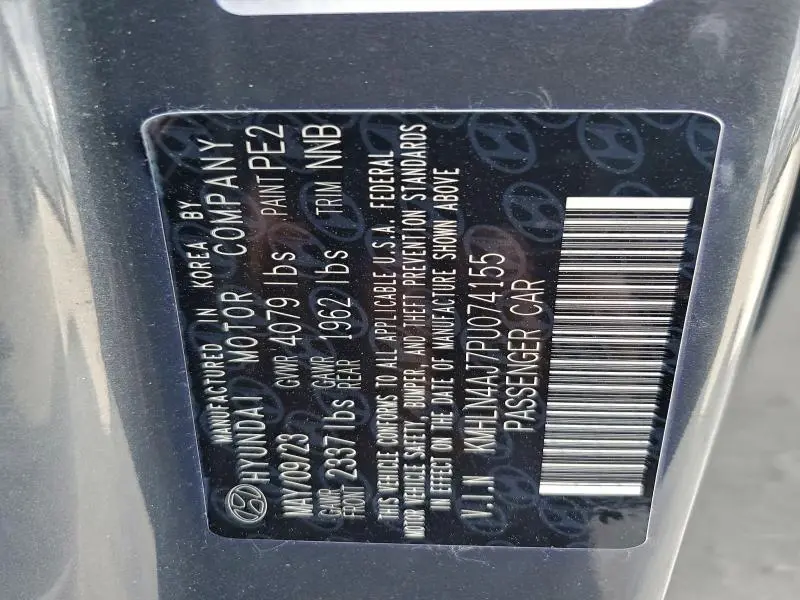 MANUFACTURED IN KOREA BY
HYUNDAI MOTOR COMPANY
MAY/09/23 GVWR 4079 lbs PAINT PE2
GAWR FRONT 2337 lbs GAWR REAR 1962 lbs TRIM NNB
THIS VEHICLE CONFORMS TO ALL APPLICABLE U.S.A. FEDERAL
MOTOR VEHICLE SAFETY, BUMPER, AND THEFT PREVENTION STANDARDS
IN EFFECT ON THE DATE OF MANUFACTURE SHOWN ABOVE
V.I.N KMHLN4AJ7PU074155
PASSENGER CAR